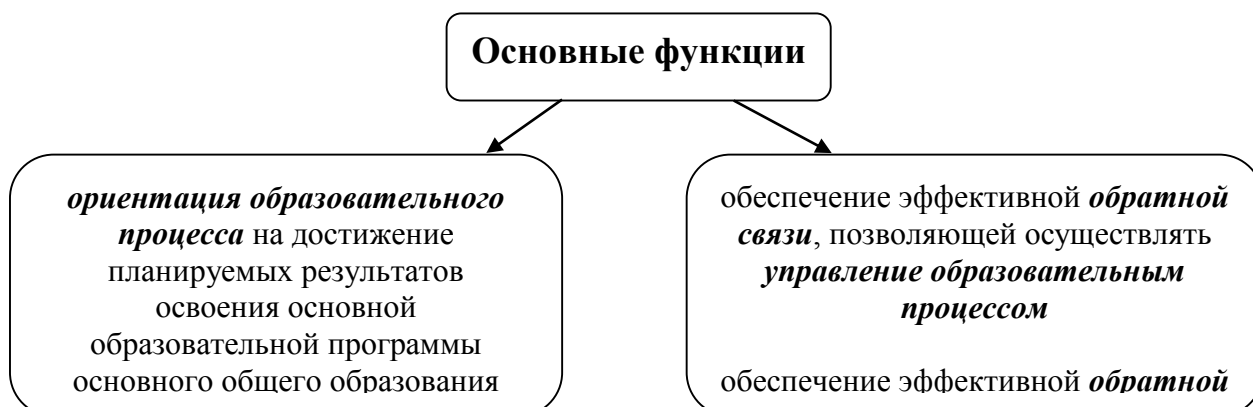 Основные функции
ориентация образовательного
процесса на достижение
планируемых результатов
освоения основной
образовательной программы
основного общего образования
обеспечение эффективной обратной
связи, позволяющей осуществлять
управление образовательным
процессом
обеспечение эффективной обратной